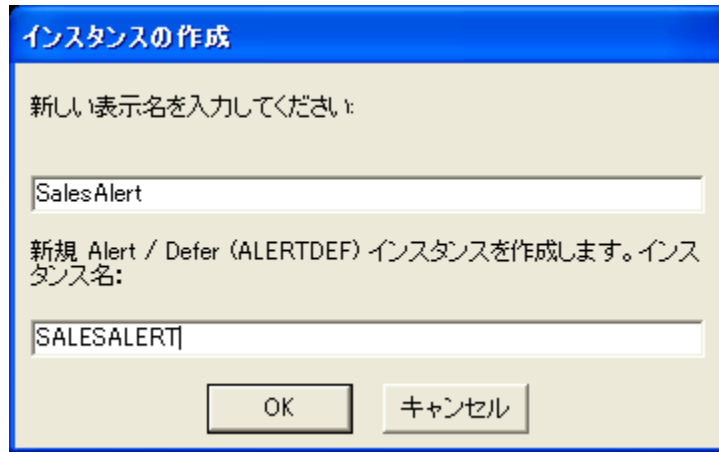 インスタンスの作成
新しい表示名を入力してください:
SalesAlert
新規 Alert / Defer (ALERTDEF) インスタンスを作成します。インス
タンス名:
SALESALERT
OK キャンセル